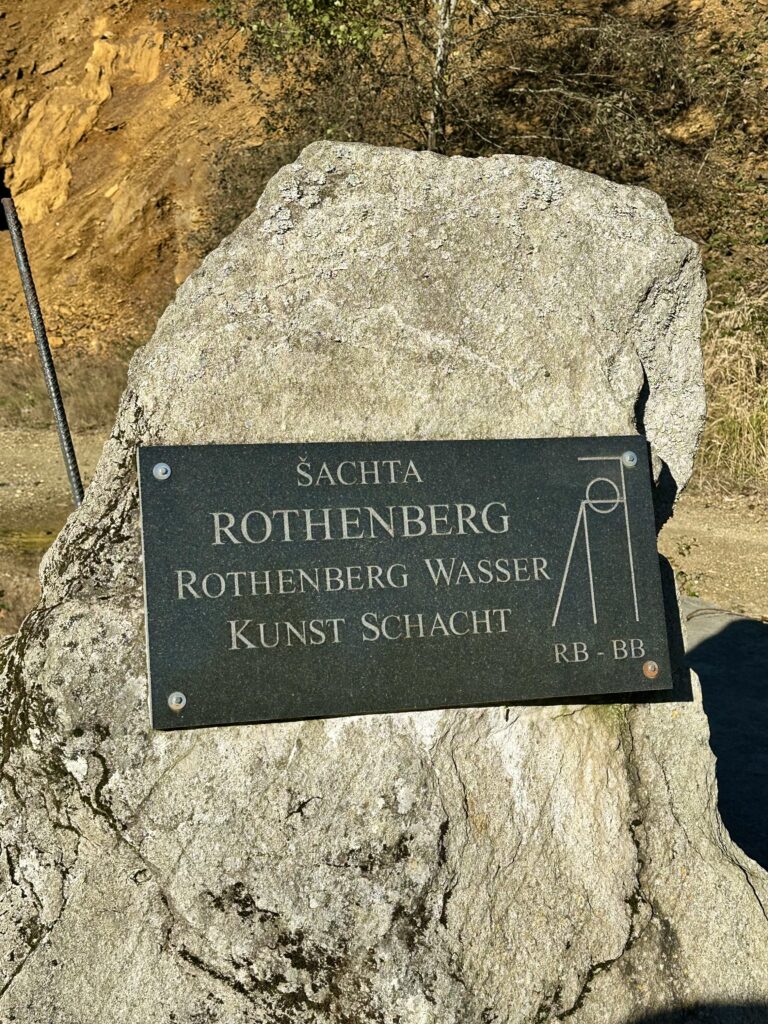 ŠACHTA
ROTHENBERG
ROTHENBERG WASSER
KUNST SCHACHT
RB - BB